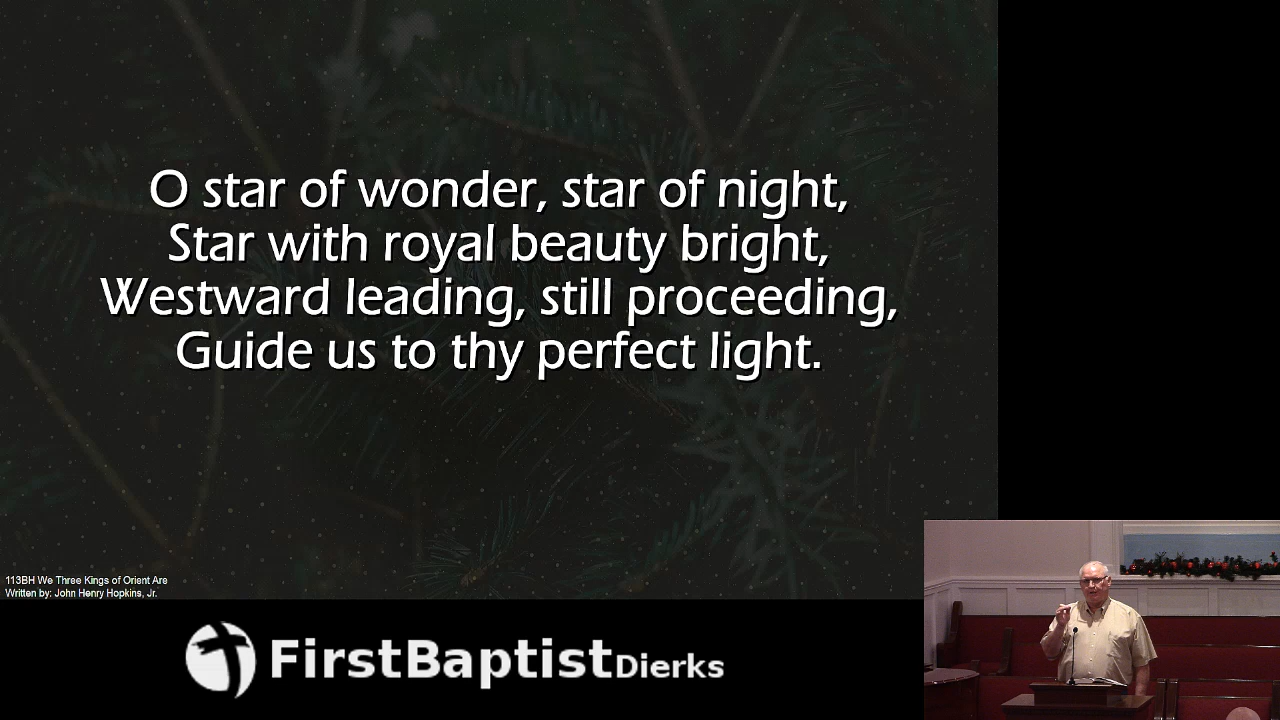 O star of wonder, star of night,
Star with royal beauty bright,
Westward leading, still proceeding,
Guide us to thy perfect light.
113BH We Three Kings of Orient Are
Written by: John Henry Hopkins, Jr.
FirstBaptistDierks